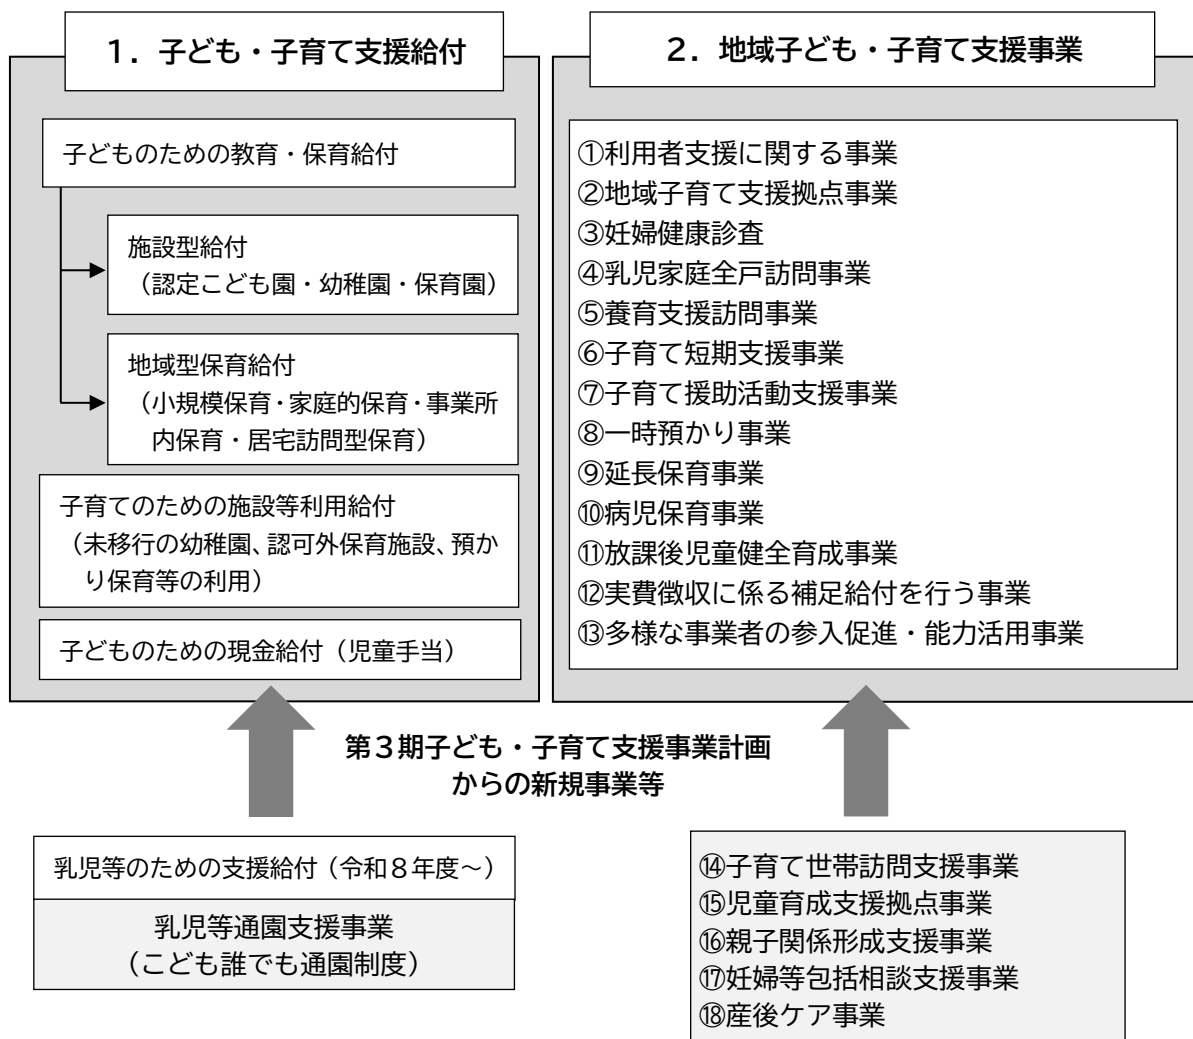 1．子ども・子育て支援給付
子どものための教育・保育給付
施設型給付
（認定こども園・幼稚園・保育園）
地域型保育給付
（小規模保育・家庭的保育・事業所
内保育・居宅訪問型保育）
子育てのための施設等利用給付
（未移行の幼稚園、認可外保育施設、預か
り保育等の利用）
子どものための現金給付（児童手当）
2．地域子ども・子育て支援事業
①利用者支援に関する事業
②地域子育て支援拠点事業
③妊婦健康診査
④乳児家庭全戸訪問事業
⑤養育支援訪問事業
⑥子育て短期支援事業
⑦子育て援助活動支援事業
⑧一時預かり事業
⑨延長保育事業
⑩病児保育事業
⑪放課後児童健全育成事業
⑫実費徴収に係る補足給付を行う事業
⑬多様な事業者の参入促進・能力活用事業
第３期子ども・子育て支援事業計画
からの新規事業等
乳児等のための支援給付（令和８年度～）
乳児等通園支援事業
（こども誰でも通園制度）
⑭子育て世帯訪問支援事業
⑮児童育成支援拠点事業
⑯親子関係形成支援事業
⑰妊婦等包括相談支援事業
⑱産後ケア事業